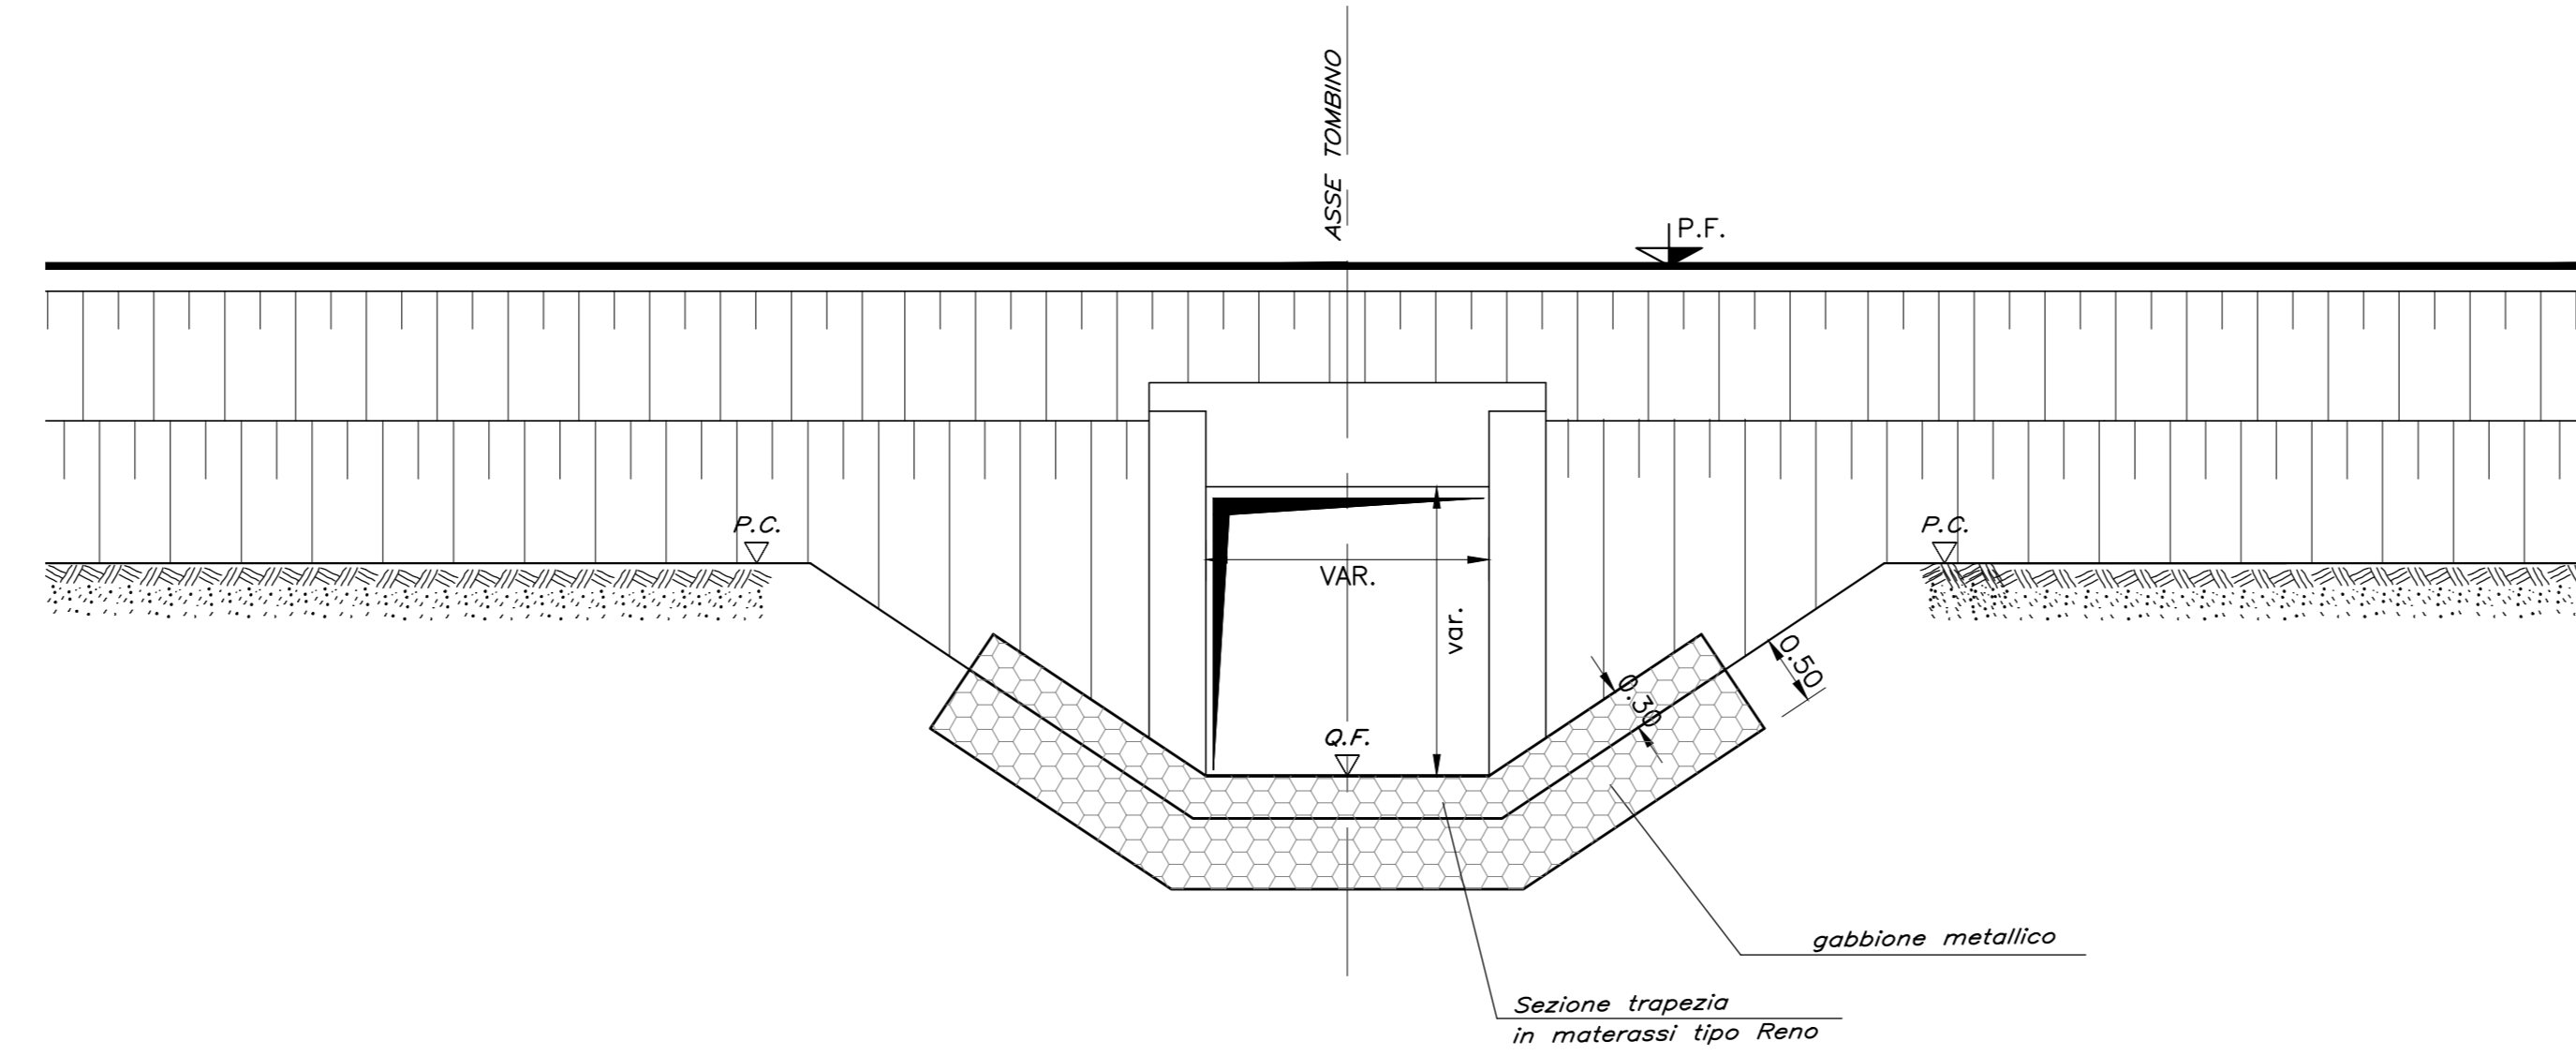 ASSE TOMBINO
P.F.
P.C.
P.C.
VAR.
var.
0.50
0.30
Q.F.
gabbione metallico
Sezione trapezia
in materassi tipo Reno